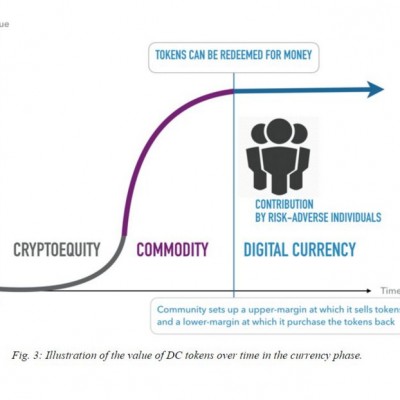 ue
TOKENS CAN BE REDEEMED FOR MONEY
CONTRIBUTION
BY RISK-ADVERSE INDIVIDUALS
CRYPTOEQUITY
COMMODITY
DIGITAL CURRENCY
Time
Community sets up a upper-margin at which it sells tokens
and a lower-margin at which it purchase the tokens back
Fig. 3: Illustration of the value of DC tokens over time in the currency phase.